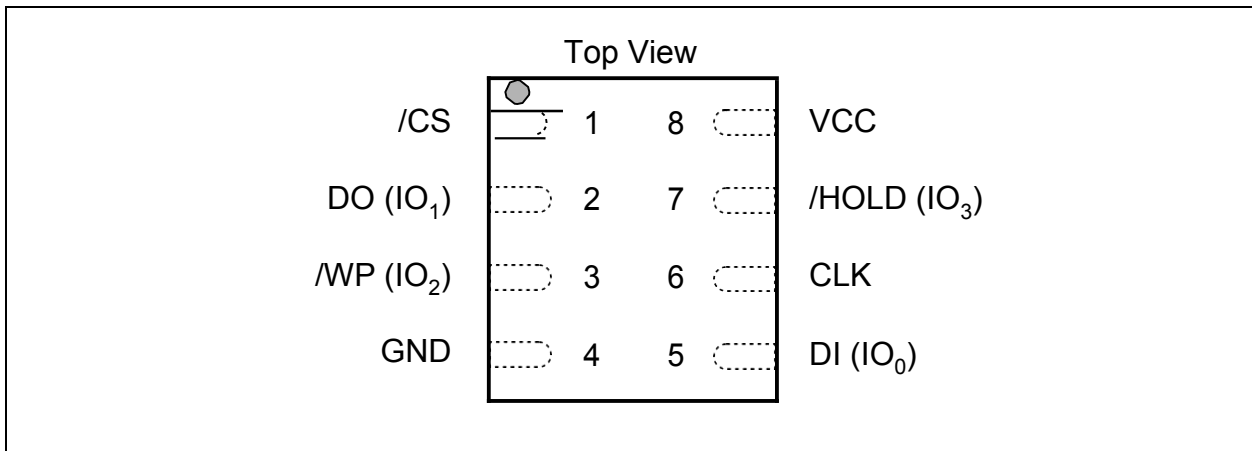 Top View
/CS 1 8 VCC
DO (IO₁) 2 7 /HOLD (IO₃)
/WP (IO₂) 3 6 CLK
GND 4 5 DI (IO₀)